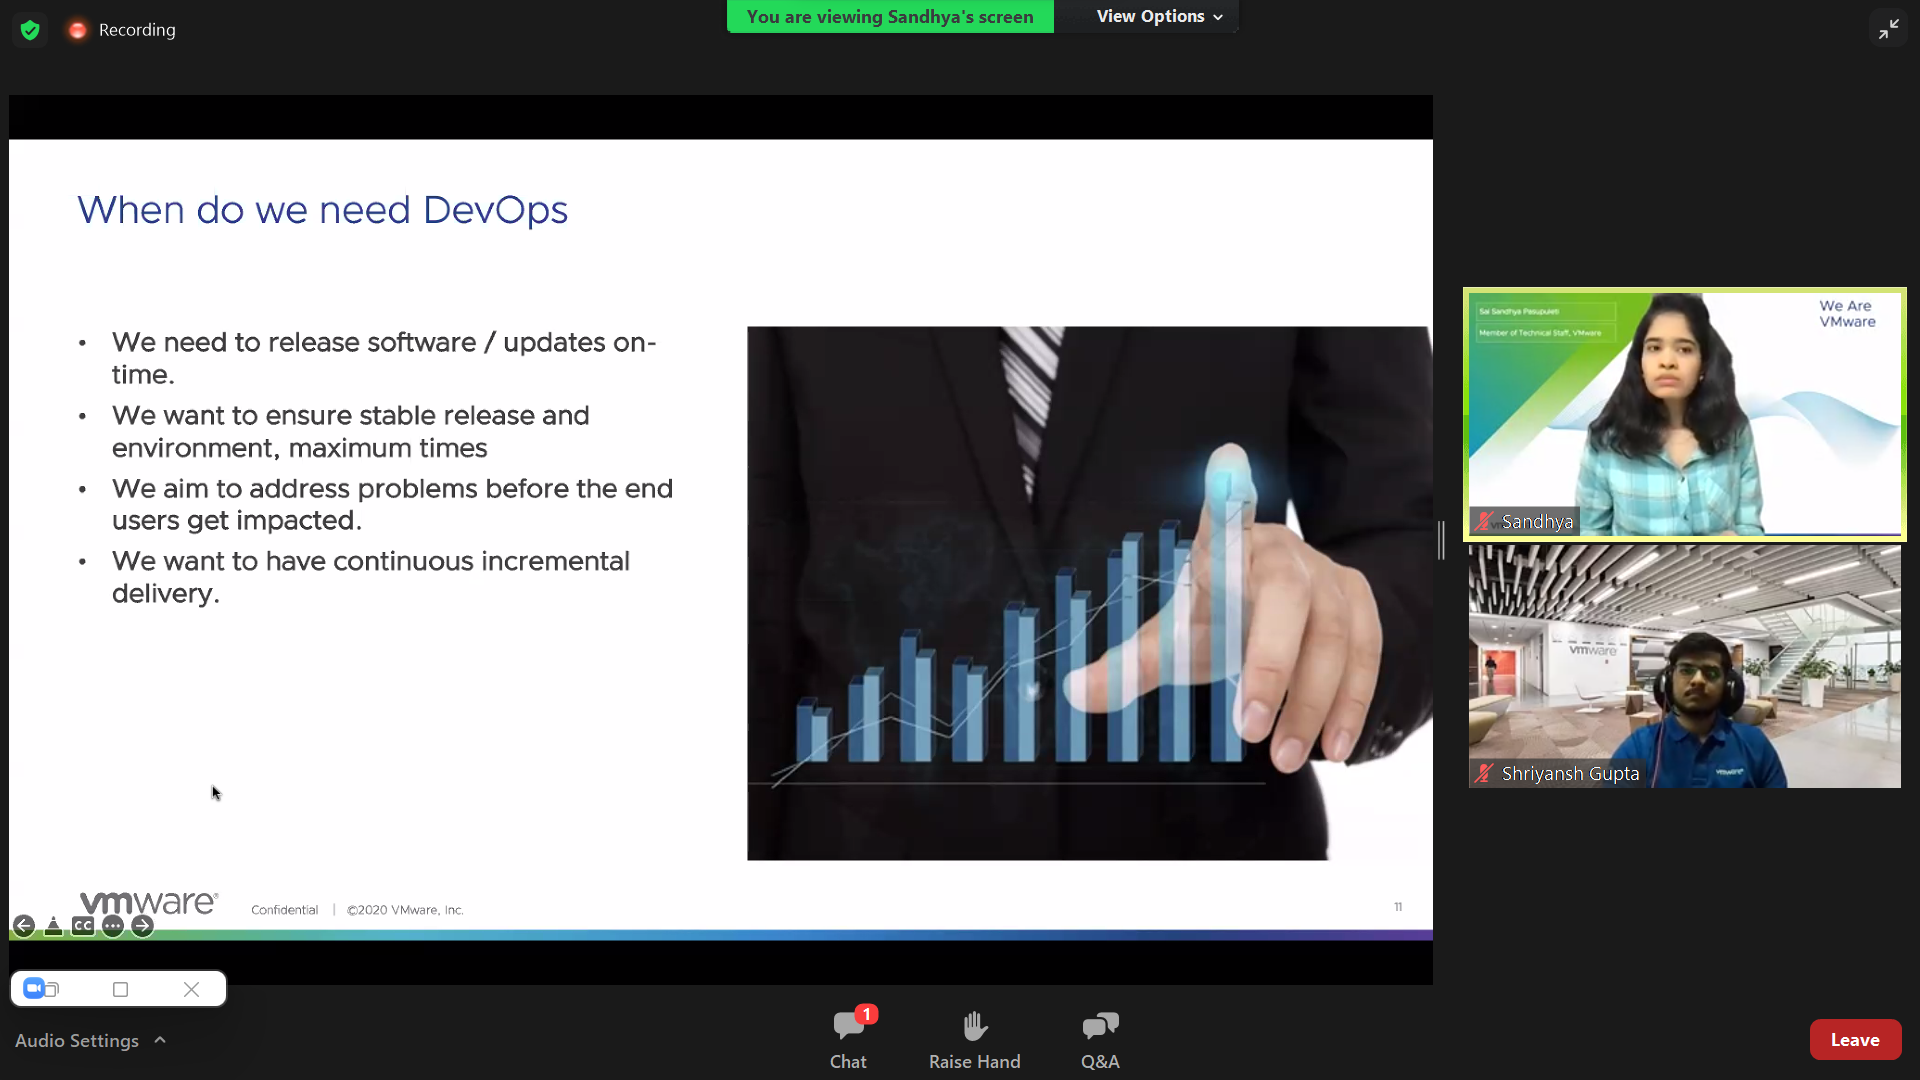 Recording
You are viewing Sandhya's screen
View Options
When do we need DevOps
• We need to release software / updates on-
time.
• We want to ensure stable release and
environment, maximum times
• We aim to address problems before the end
users get impacted.
• We want to have continuous incremental
delivery.
vmware®
Confidential | ©2020 VMware, Inc.
11
CC
Sai Sandhya Pasupuleti
Member of Technical Staff, VMware
We Are
VMware
Sandhya
vmware
vmware
Shriyansh Gupta
Audio Settings
1
Chat
Raise Hand
Q&A
Leave